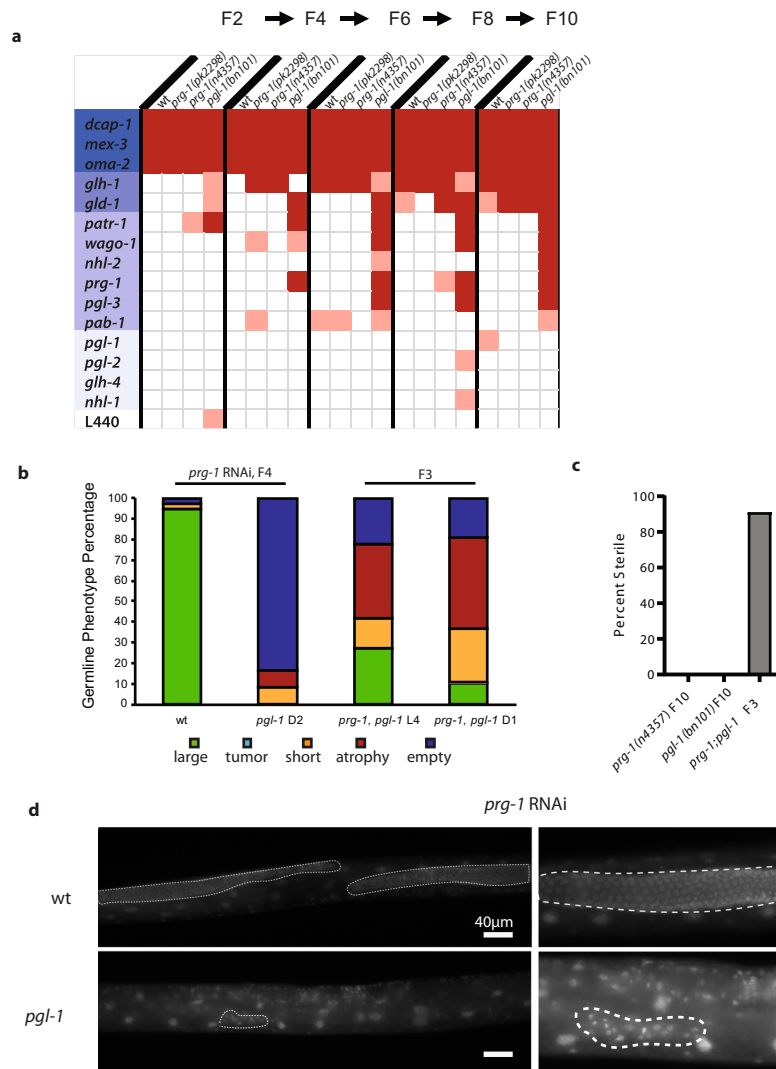 F2 → F4 → F6 → F8 → F10
a
wt prg-1(pk2298) prg-1(n4357) pgl-1(bn101) wt prg-1(pk2298) prg-1(n4357) pgl-1(bn101) wt prg-1(pk2298) prg-1(n4357) pgl-1(bn101) wt prg-1(pk2298) prg-1(n4357) pgl-1(bn101) wt prg-1(pk2298) prg-1(n4357) pgl-1(bn101)
dcap-1
mex-3
oma-2
glh-1
gld-1
patr-1
wago-1
nhl-2
prg-1
pgl-3
pab-1
pgl-1
pgl-2
glh-4
nhl-1
L440
b
prg-1 RNAi, F4
F3
Germline Phenotype Percentage
100
90
80
70
60
50
40
30
20
10
0
wt
pgl-1 D2
prg-1, pgl-1 L4
prg-1, pgl-1 D1
large
tumor
short
atrophy
empty
c
Percent Sterile
100
80
60
40
20
0
prg-1(n4357) F10
pgl-1(bn101) F10
prg-1;pgl-1 F3
d
prg-1 RNAi
wt
40μm
pgl-1